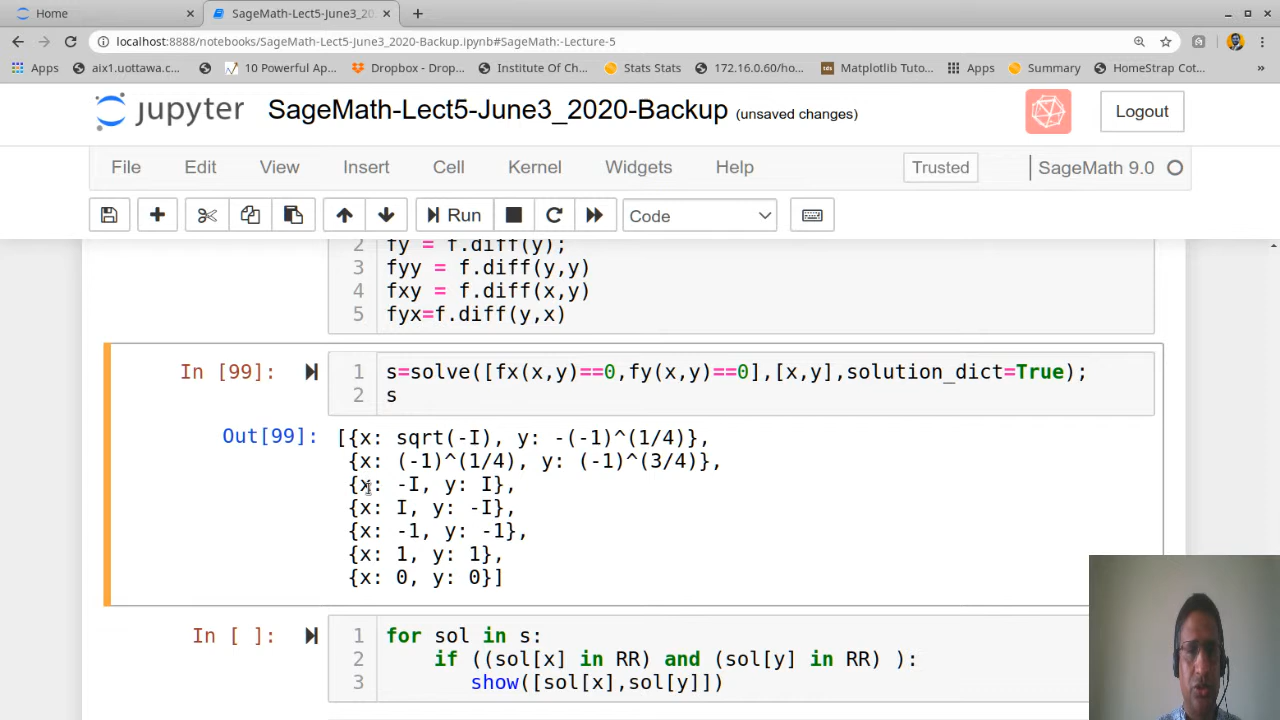 Home
SageMath-Lect5-June3_20
localhost:8888/notebooks/SageMath-Lect5-June3_2020-Backup.ipynb#SageMath:-Lecture-5
Apps aix1.uottawa.c... 10 Powerful Ap... Dropbox - Drop... Institute Of Ch... Stats Stats 172.16.0.60/ho... Matplotlib Tuto... Apps Summary HomeStrap Cot... »
jupyter SageMath-Lect5-June3_2020-Backup (unsaved changes) Logout
File Edit View Insert Cell Kernel Widgets Help Trusted SageMath 9.0
Run Code
2 fy = f.diff(y);
3 fyy = f.diff(y,y)
4 fxy = f.diff(x,y)
5 fyx=f.diff(y,x)
In [99]: 1 s=solve([fx(x,y)==0,fy(x,y)==0],[x,y],solution_dict=True);
2 s
Out[99]: [{x: sqrt(-I), y: -(-1)^(1/4)},
{x: (-1)^(1/4), y: (-1)^(3/4)},
{x: -I, y: I},
{x: I, y: -I},
{x: -1, y: -1},
{x: 1, y: 1},
{x: 0, y: 0}]
In [ ]: 1 for sol in s:
2 if ((sol[x] in RR) and (sol[y] in RR) ):
3 show([sol[x],sol[y]])